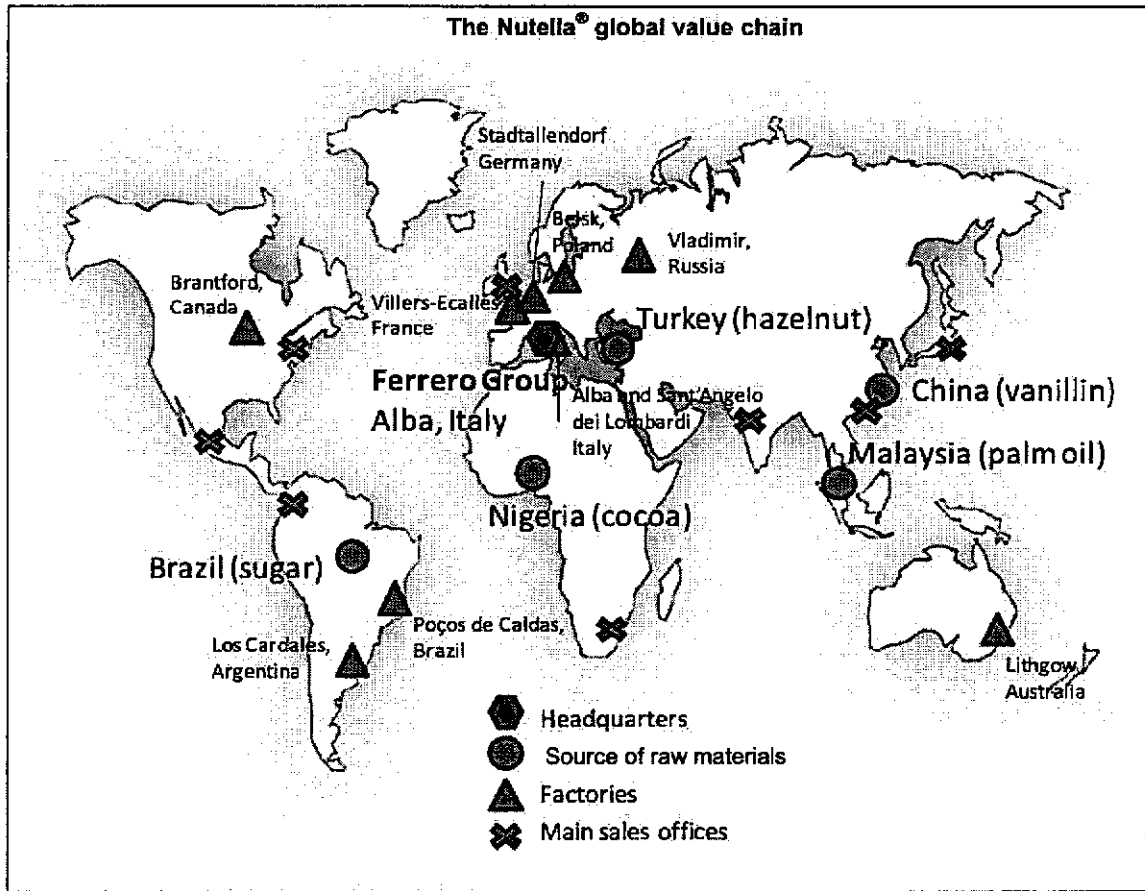 The Nutella® global value chain
Stadtallendorf
Germany
Belsk,
Poland
Vladimir,
Russia
Brantford,
Canada
Villers-Ecalles
France
Turkey (hazelnut)
Ferrero Group
Alba, Italy
Alba and Sant'Angelo
dei Lombardi
Italy
China (vanillin)
Malaysia (palm oil)
Nigeria (cocoa)
Brazil (sugar)
Poços de Caldas,
Brazil
Los Cardales,
Argentina
Lithgow,
Australia
Headquarters
Source of raw materials
Factories
Main sales offices